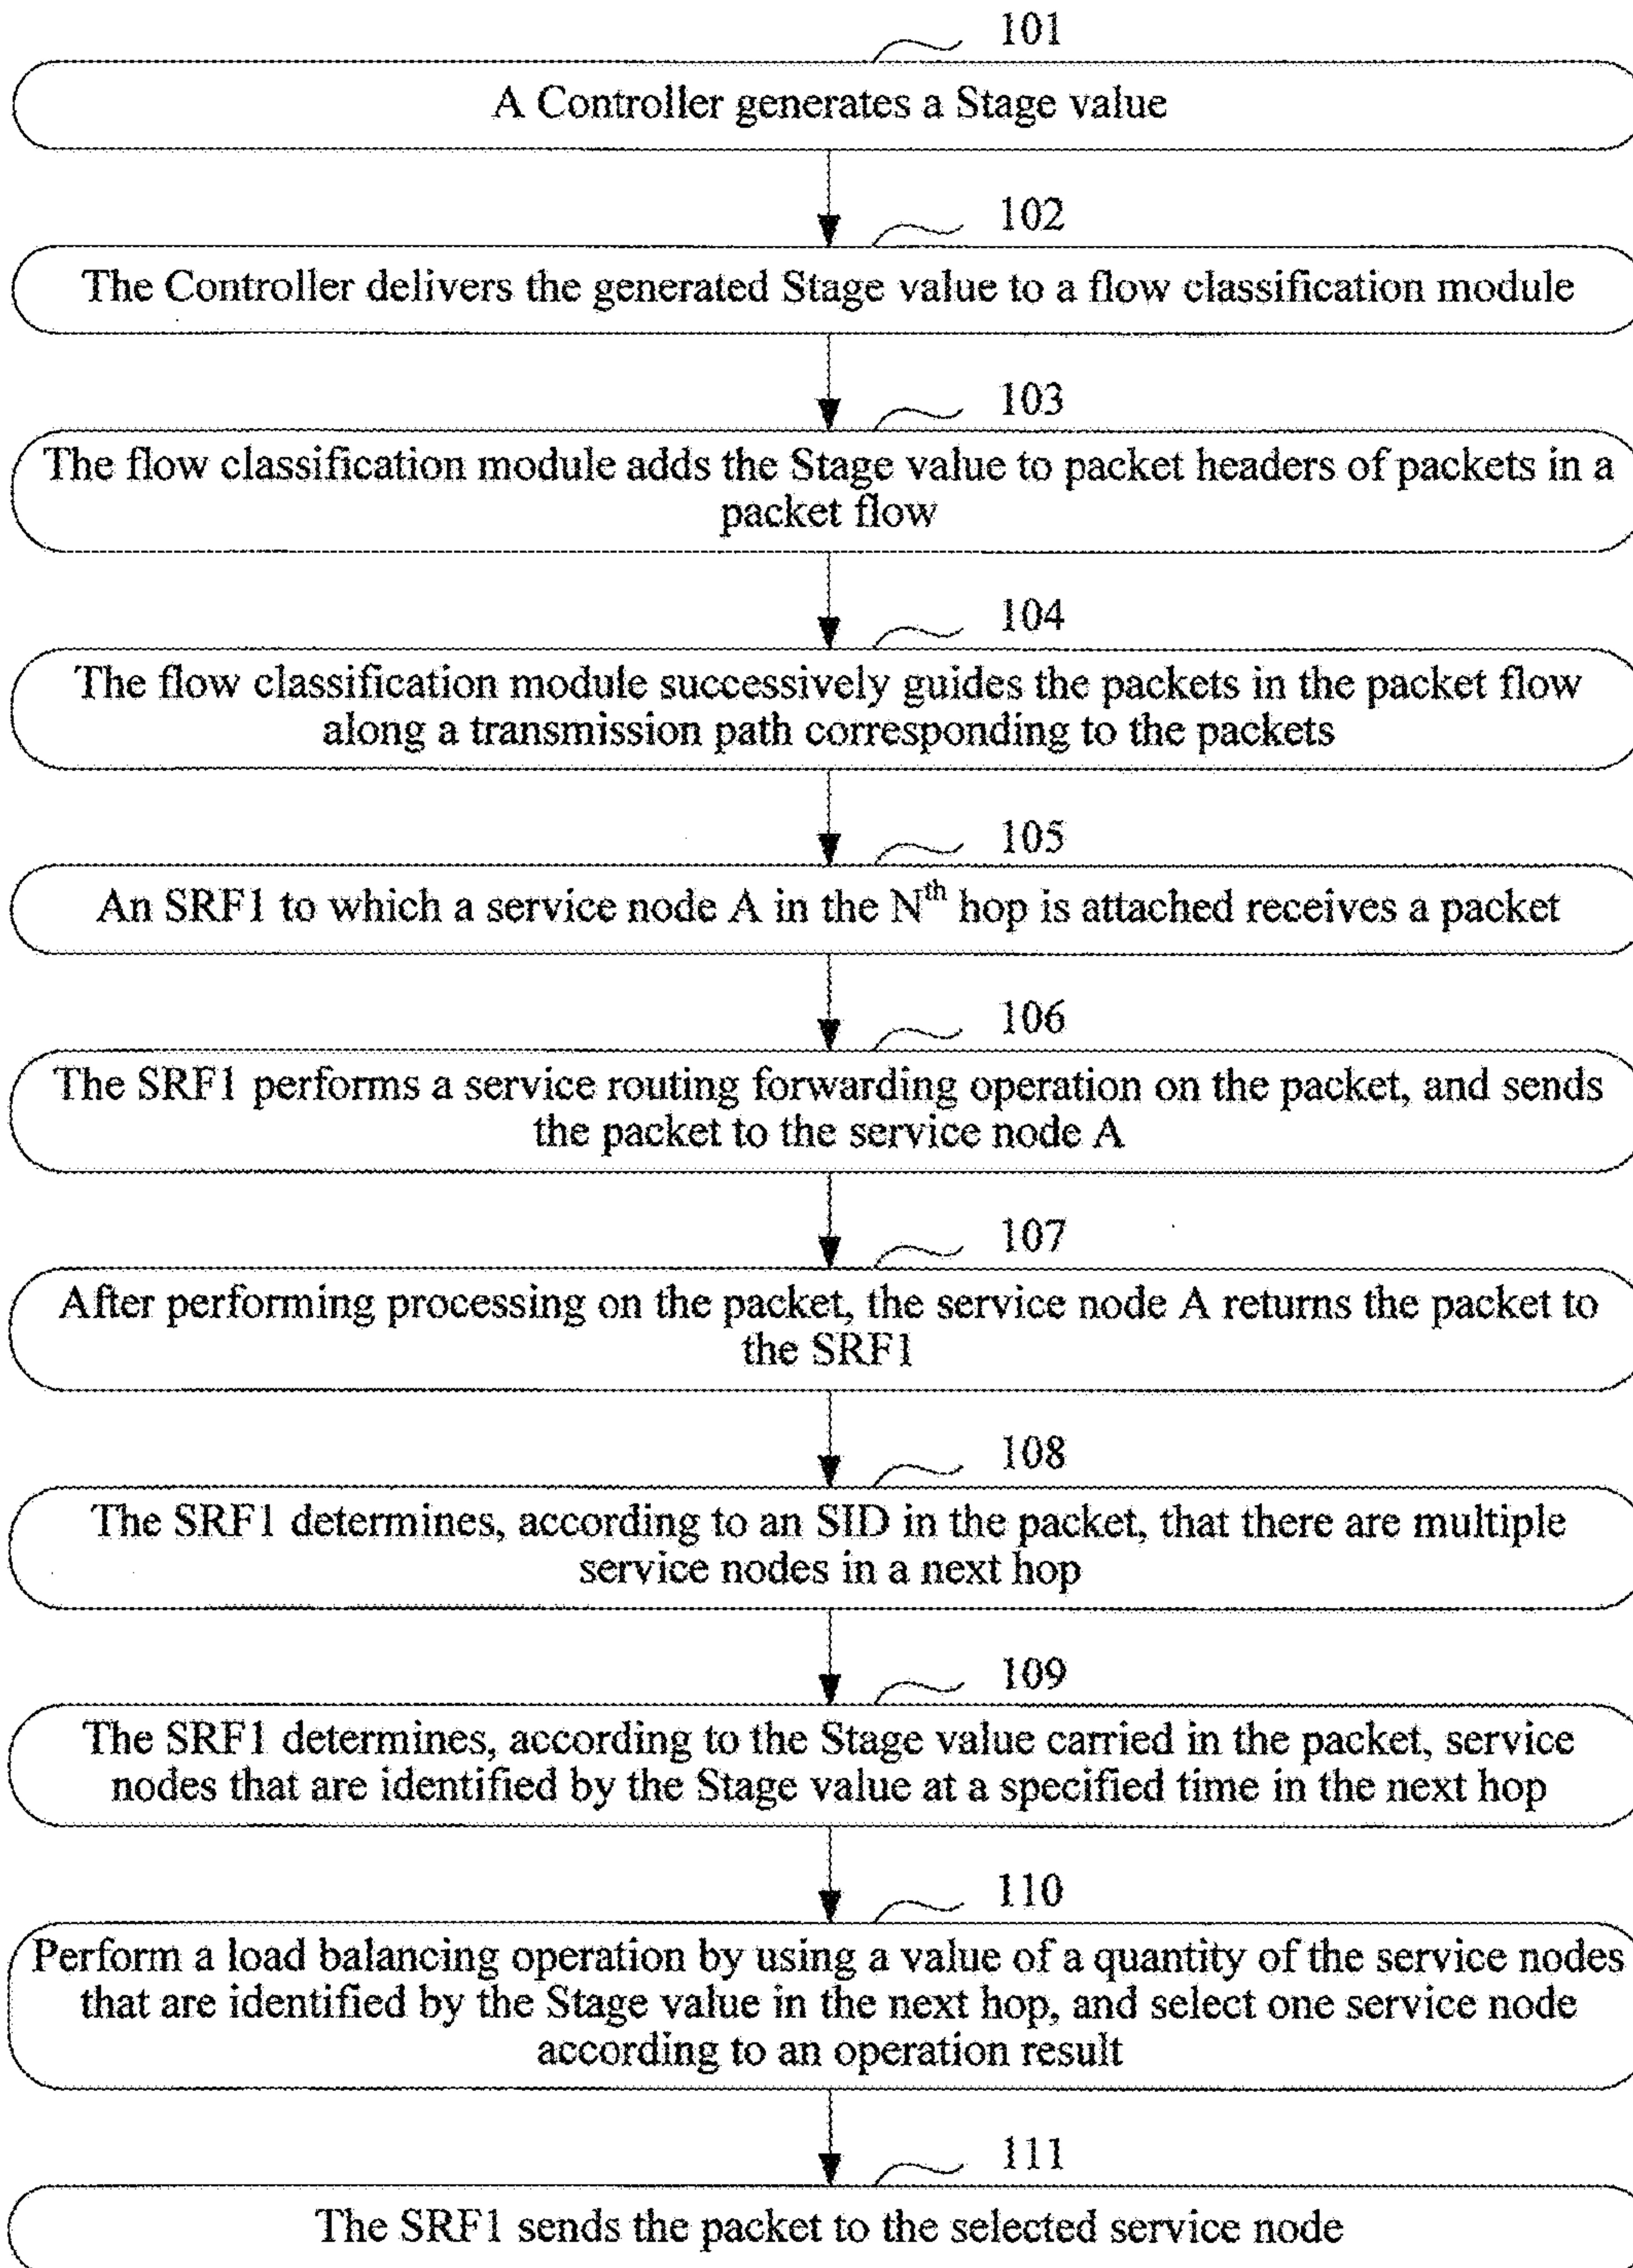 101
A Controller generates a Stage value
102
The Controller delivers the generated Stage value to a flow classification module
103
The flow classification module adds the Stage value to packet headers of packets in a
packet flow
104
The flow classification module successively guides the packets in the packet flow
along a transmission path corresponding to the packets
105
An SRF1 to which a service node A in the Nth hop is attached receives a packet
106
The SRF1 performs a service routing forwarding operation on the packet, and sends
the packet to the service node A
107
After performing processing on the packet, the service node A returns the packet to
the SRF1
108
The SRF1 determines, according to an SID in the packet, that there are multiple
service nodes in a next hop
109
The SRF1 determines, according to the Stage value carried in the packet, service
nodes that are identified by the Stage value at a specified time in the next hop
110
Perform a load balancing operation by using a value of a quantity of the service nodes
that are identified by the Stage value in the next hop, and select one service node
according to an operation result
111
The SRF1 sends the packet to the selected service node